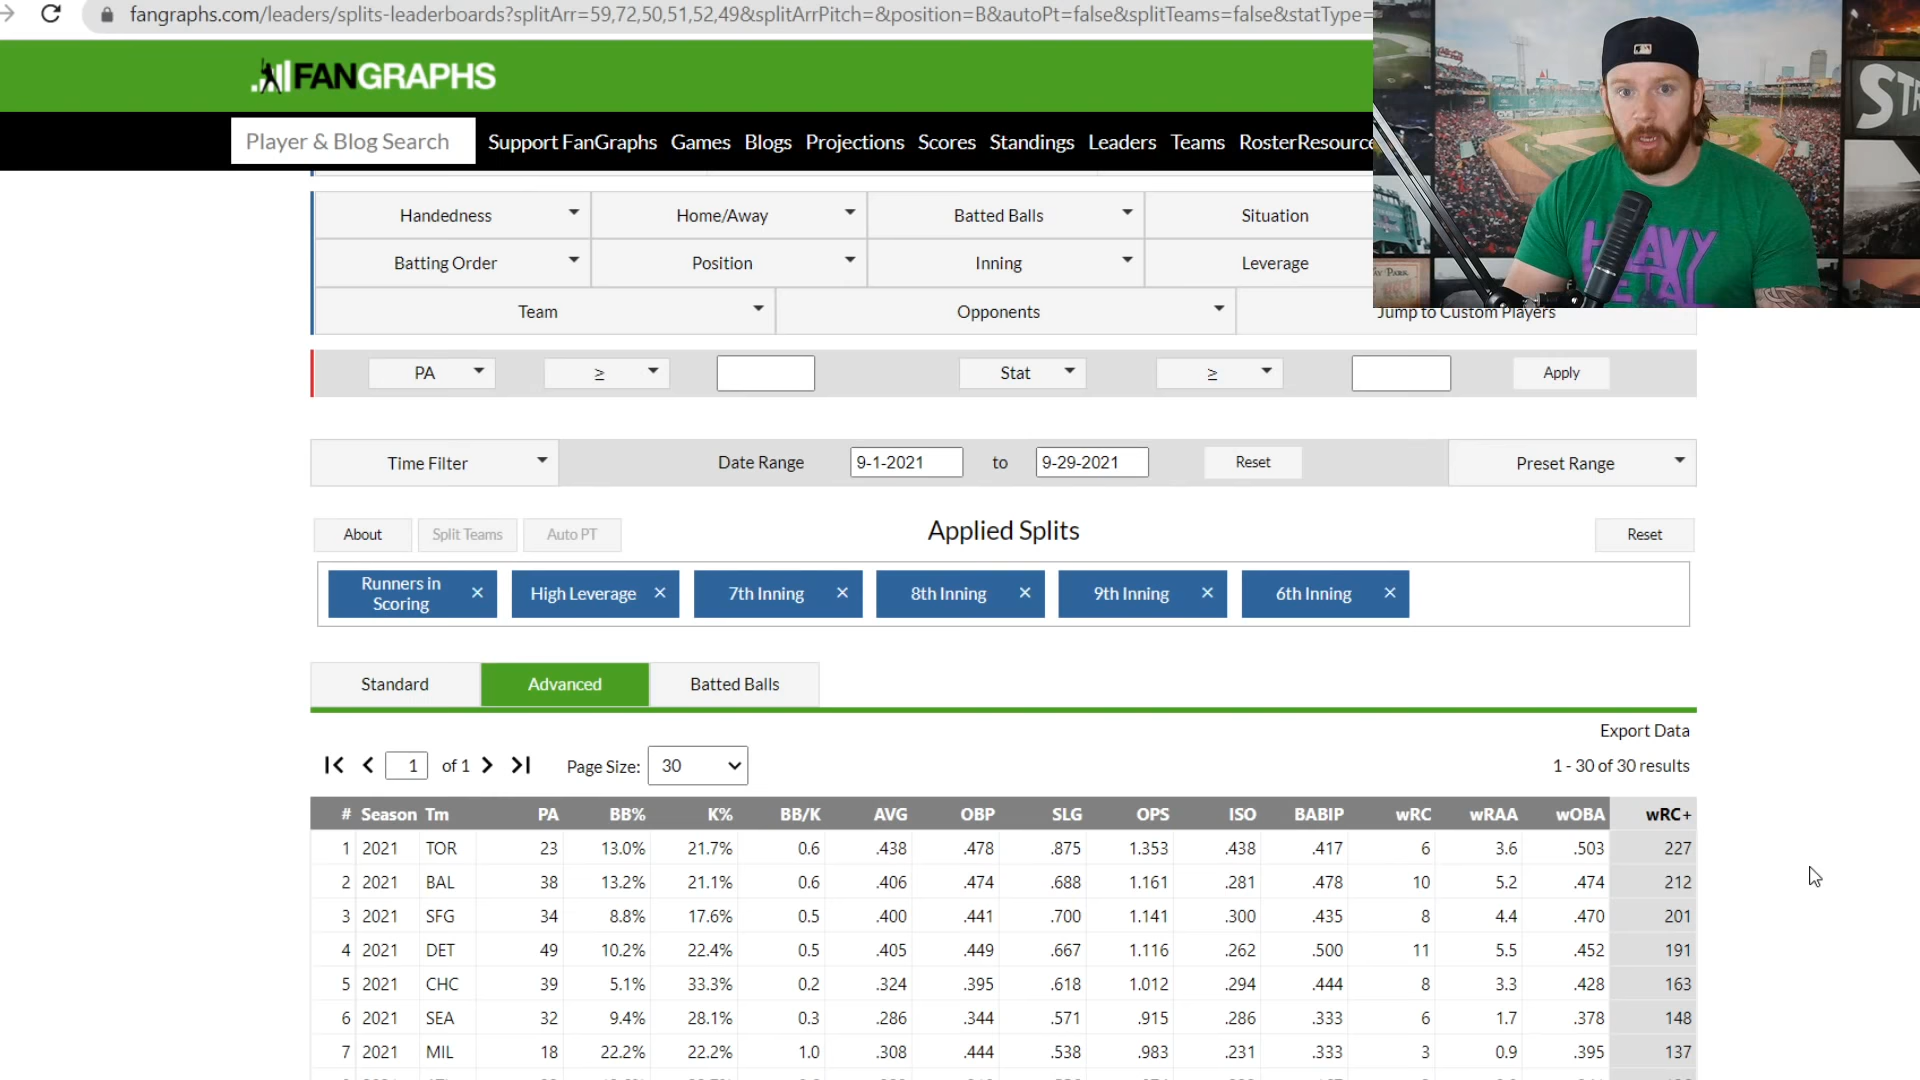 fangraphs.com/leaders/splits-leaderboards?splitArr=59,72,50,51,52,49&splitArrPitch=&position=B&autoPt=false&splitTeams=false&statType=
FANGRAPHS
Player & Blog Search Support FanGraphs Games Blogs Projections Scores Standings Leaders Teams RosterResource
Handedness Home/Away Batted Balls Situation
Batting Order Position Inning Leverage
Team Opponents Jump to Custom Players
PA ≥ Stat ≥ Apply
Time Filter Date Range 9-1-2021 to 9-29-2021 Reset Preset Range
About Split Teams Auto PT Applied Splits Reset
Runners in
Scoring × High Leverage × 7th Inning × 8th Inning × 9th Inning × 6th Inning ×
Standard Advanced Batted Balls
Export Data
1 of 1 Page Size: 30 1 - 30 of 30 results
# Season Tm PA BB% K% BB/K AVG OBP SLG OPS ISO BABIP wRC wRAA wOBA wRC+
1 2021 TOR 23 13.0% 21.7% 0.6 .438 .478 .875 1.353 .438 .417 6 3.6 .503 227
2 2021 BAL 38 13.2% 21.1% 0.6 .406 .474 .688 1.161 .281 .478 10 5.2 .474 212
3 2021 SFG 34 8.8% 17.6% 0.5 .400 .441 .700 1.141 .300 .435 8 4.4 .470 201
4 2021 DET 49 10.2% 22.4% 0.5 .405 .449 .667 1.116 .262 .500 11 5.5 .452 191
5 2021 CHC 39 5.1% 33.3% 0.2 .324 .395 .618 1.012 .294 .444 8 3.3 .428 163
6 2021 SEA 32 9.4% 28.1% 0.3 .286 .344 .571 .915 .286 .333 6 1.7 .378 148
7 2021 MIL 18 22.2% 22.2% 1.0 .308 .444 .538 .983 .231 .333 3 0.9 .395 137
HEAVY
METAL